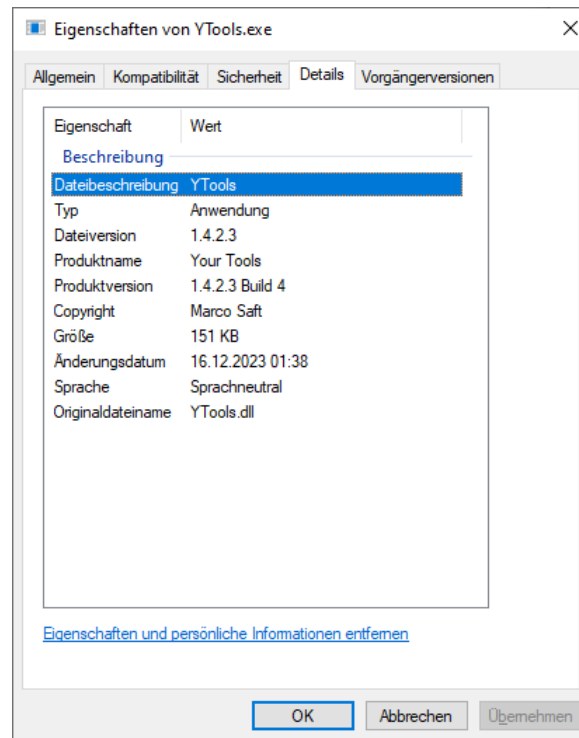 Eigenschaften von YTools.exe
Allgemein Kompatibilität Sicherheit Details Vorgängerversionen
Eigenschaft Wert
Beschreibung
Dateibeschreibung YTools
Typ Anwendung
Dateiversion 1.4.2.3
Produktname Your Tools
Produktversion 1.4.2.3 Build 4
Copyright Marco Saft
Größe 151 KB
Änderungsdatum 16.12.2023 01:38
Sprache Sprachneutral
Originaldateiname YTools.dll
Eigenschaften und persönliche Informationen entfernen
OK Abbrechen Übernehmen